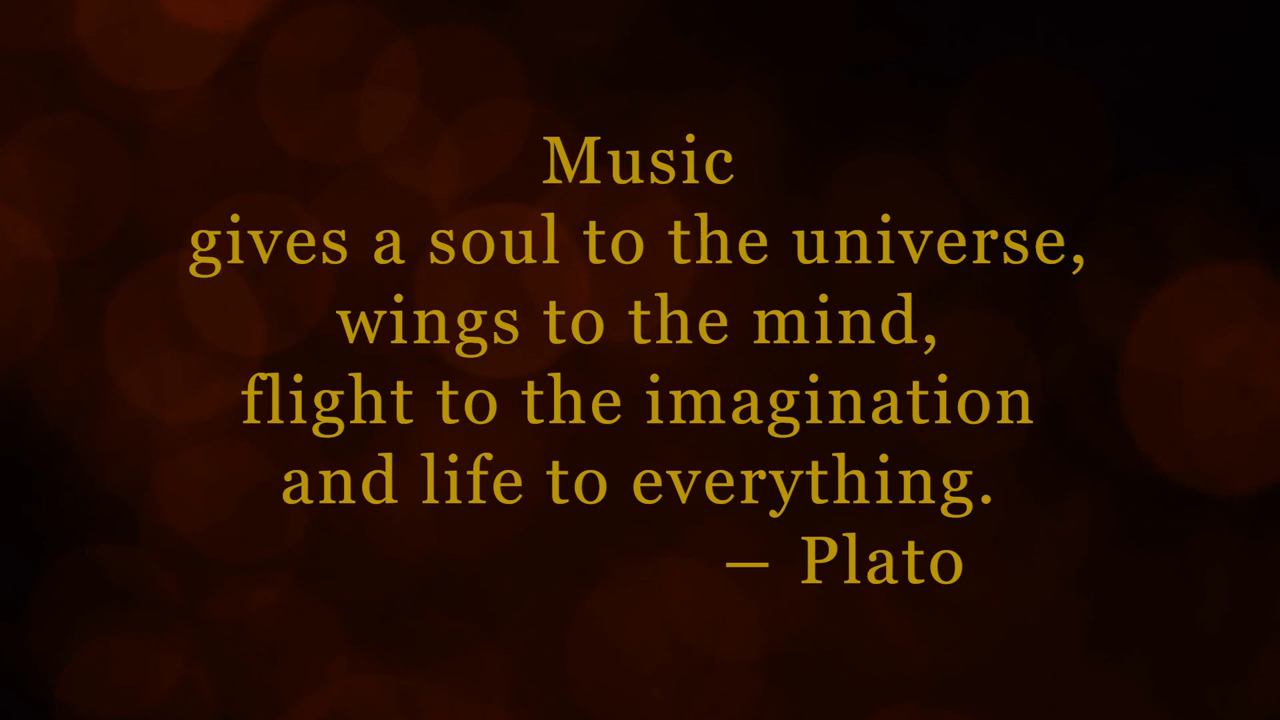 Music
gives a soul to the universe,
wings to the mind,
flight to the imagination
and life to everything.
— Plato